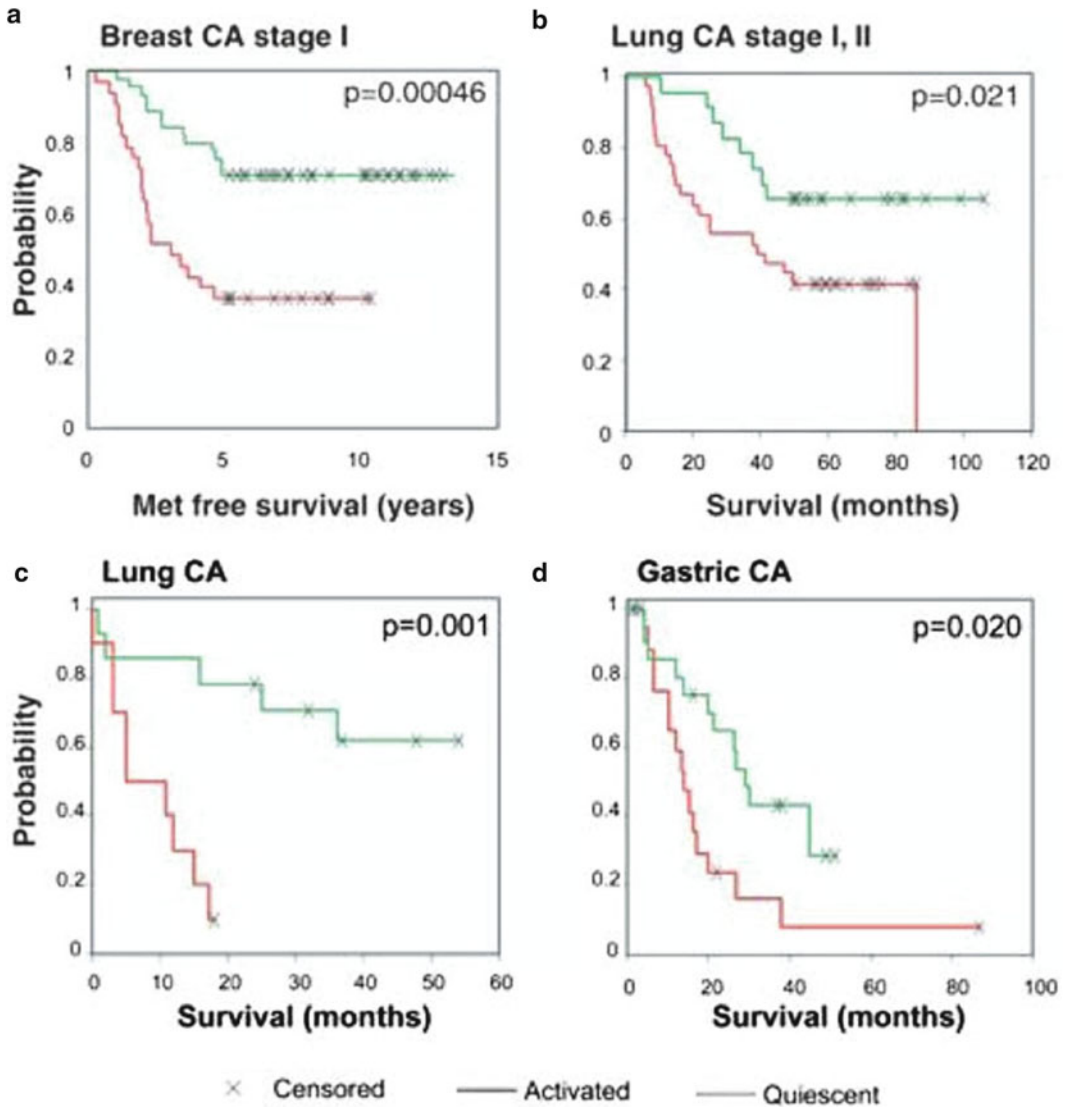 a
Breast CA stage I
p=0.00046
Probability
1
0.8
0.6
0.4
0.2
0
0 5 10 15
Met free survival (years)
b
Lung CA stage I, II
p=0.021
1
0.8
0.6
0.4
0.2
0
0 20 40 60 80 100 120
Survival (months)
c
Lung CA
p=0.001
Probability
1
0.8
0.6
0.4
0.2
0
0 10 20 30 40 50 60
Survival (months)
d
Gastric CA
p=0.020
1
0.8
0.6
0.4
0.2
0
0 20 40 60 80 100
Survival (months)
Censored Activated Quiescent